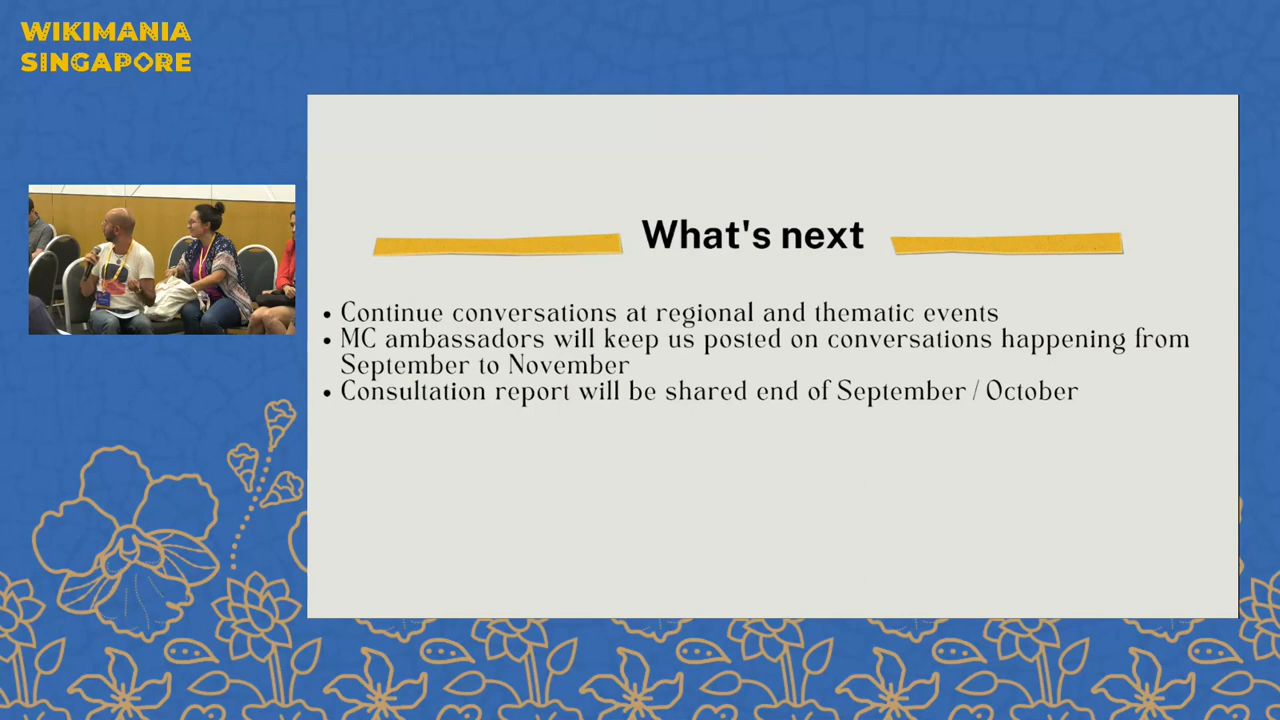 WIKIMANIA
SINGAPORE
What's next
• Continue conversations at regional and thematic events
• MC ambassadors will keep us posted on conversations happening from
September to November
• Consultation report will be shared end of September / October